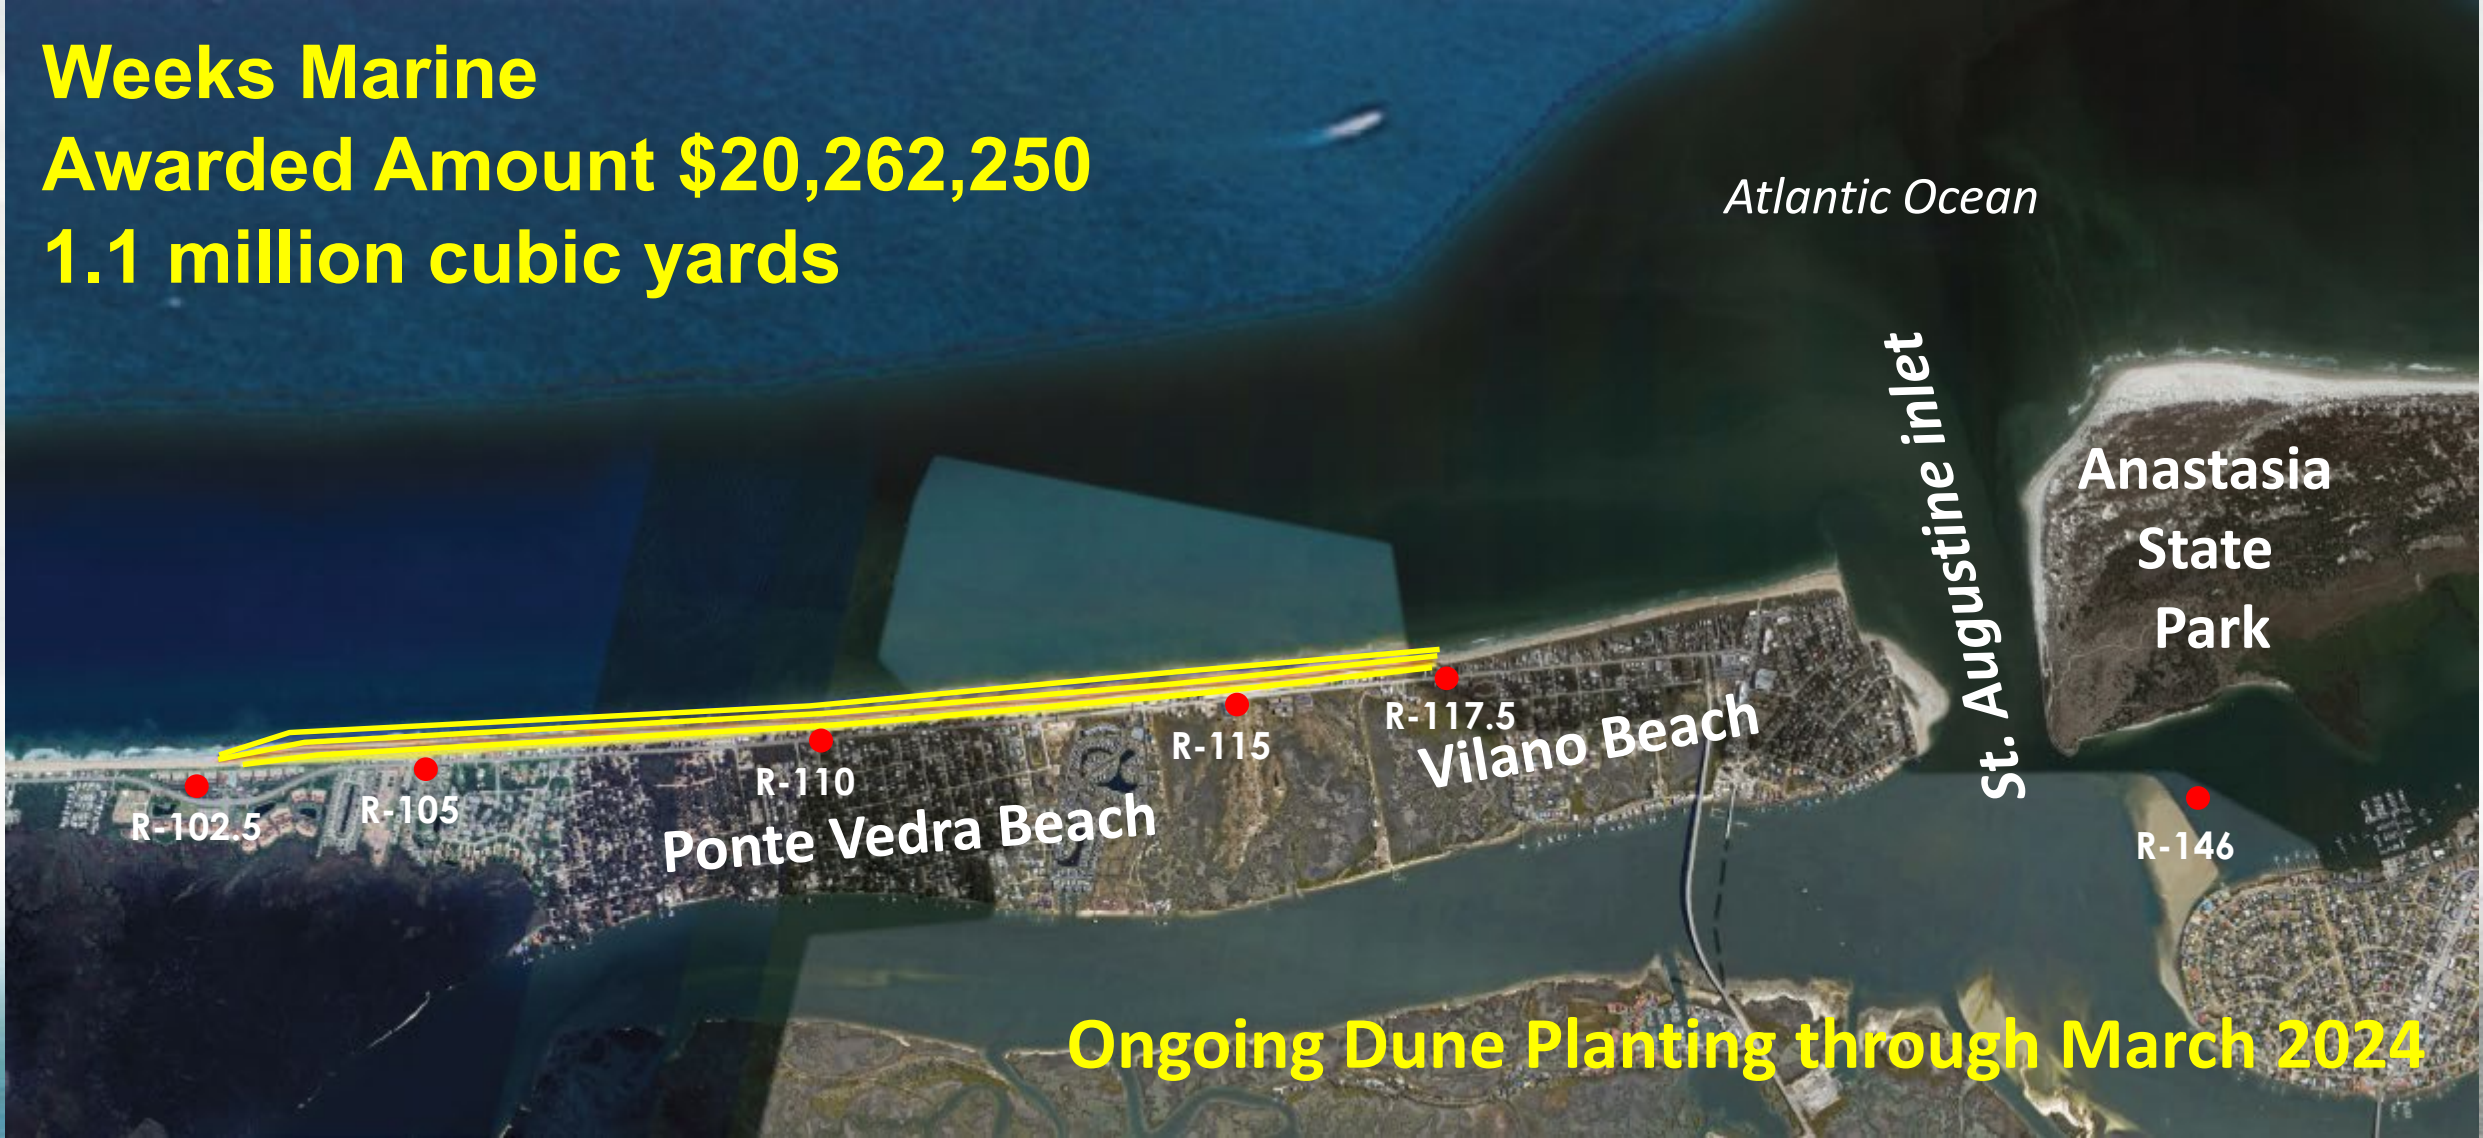 Weeks Marine
Awarded Amount $20,262,250
1.1 million cubic yards
Atlantic Ocean
St. Augustine inlet
Anastasia
State
Park
R-102.5
R-105
R-110
R-115
R-117.5
R-146
Ponte Vedra Beach
Vilano Beach
Ongoing Dune Planting through March 2024